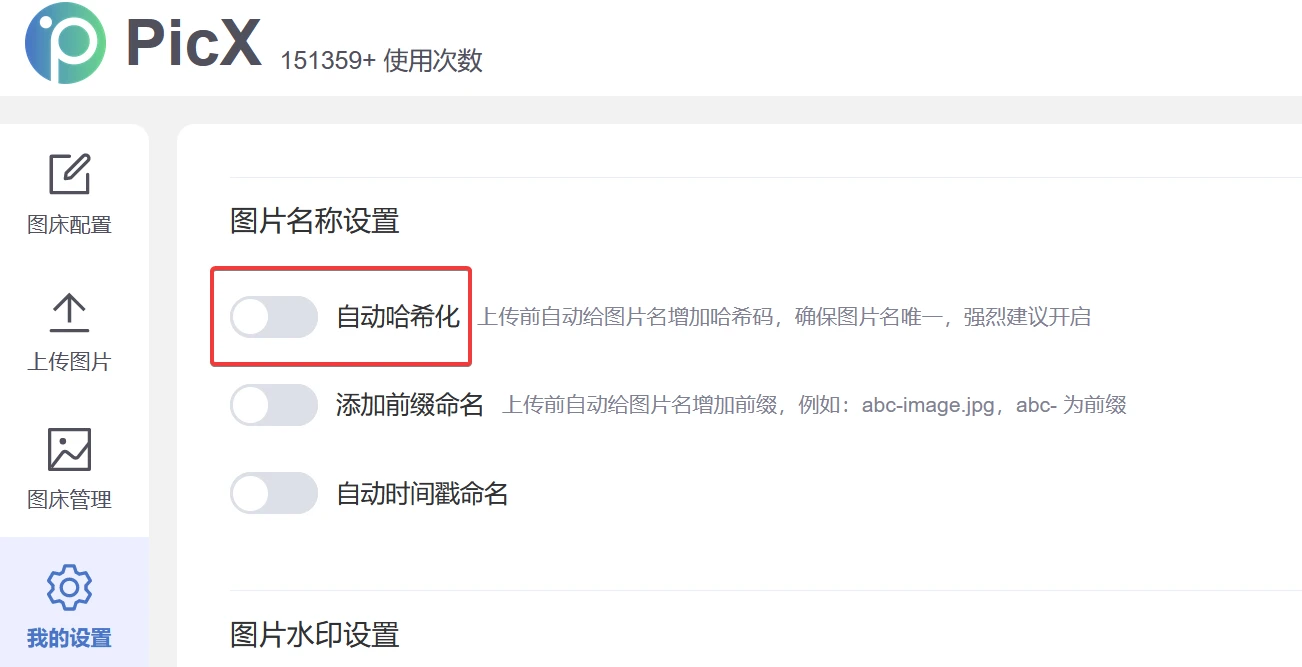 PicX 151359+ 使用次数
图床配置
上传图片
图床管理
我的设置
图片名称设置
自动哈希化 上传前自动给图片名增加哈希码，确保图片名唯一，强烈建议开启
添加前缀命名 上传前自动给图片名增加前缀，例如：abc-image.jpg，abc- 为前缀
自动时间戳命名
图片水印设置